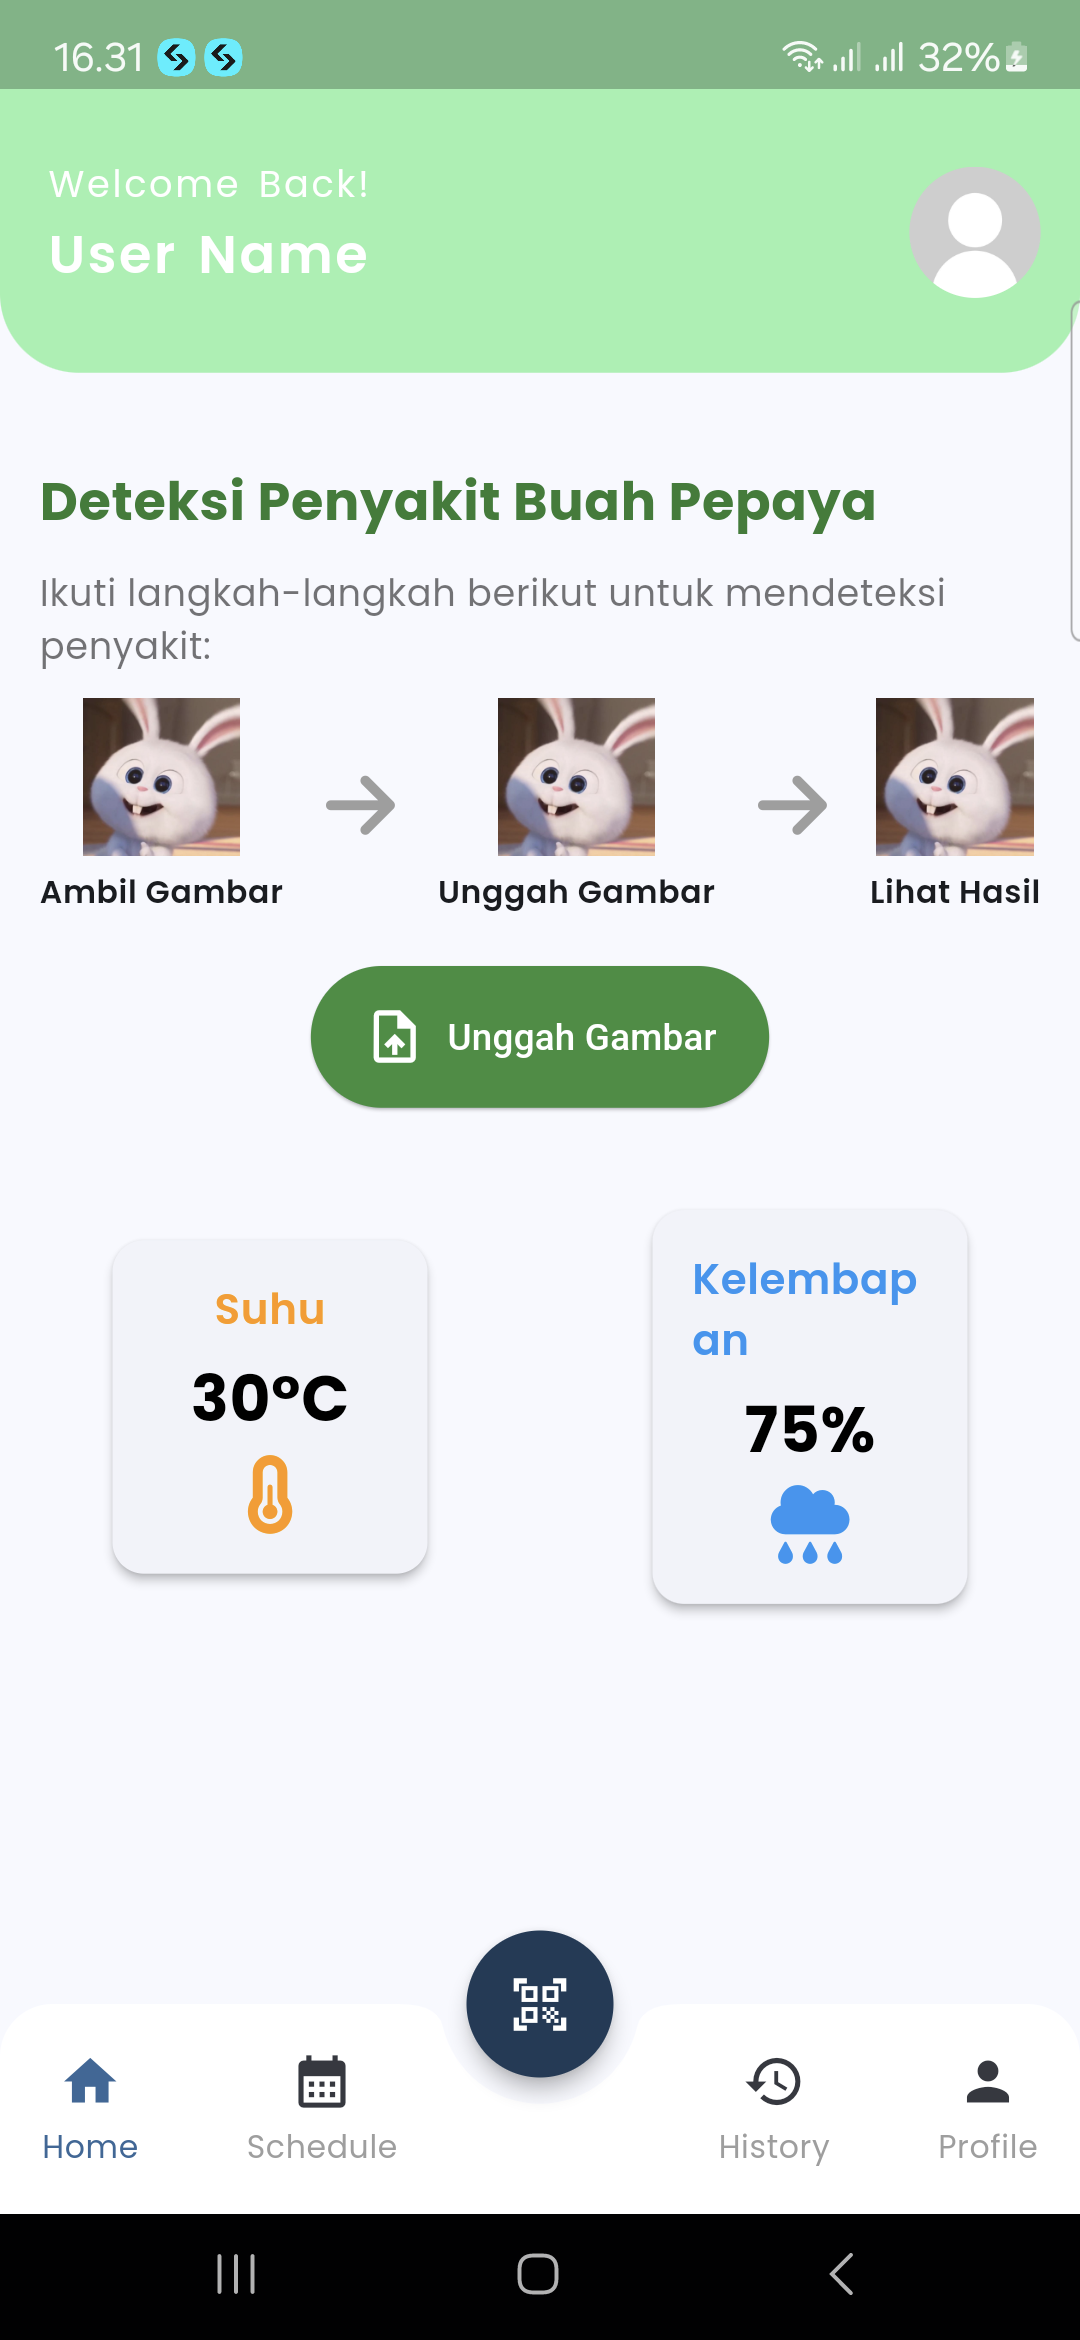 16.31
32%
Welcome Back!
User Name
Deteksi Penyakit Buah Pepaya
Ikuti langkah-langkah berikut untuk mendeteksi
penyakit:
Ambil Gambar
Unggah Gambar
Lihat Hasil
Unggah Gambar
Suhu
30°C
Kelembap
an
75%
Home
Schedule
History
Profile